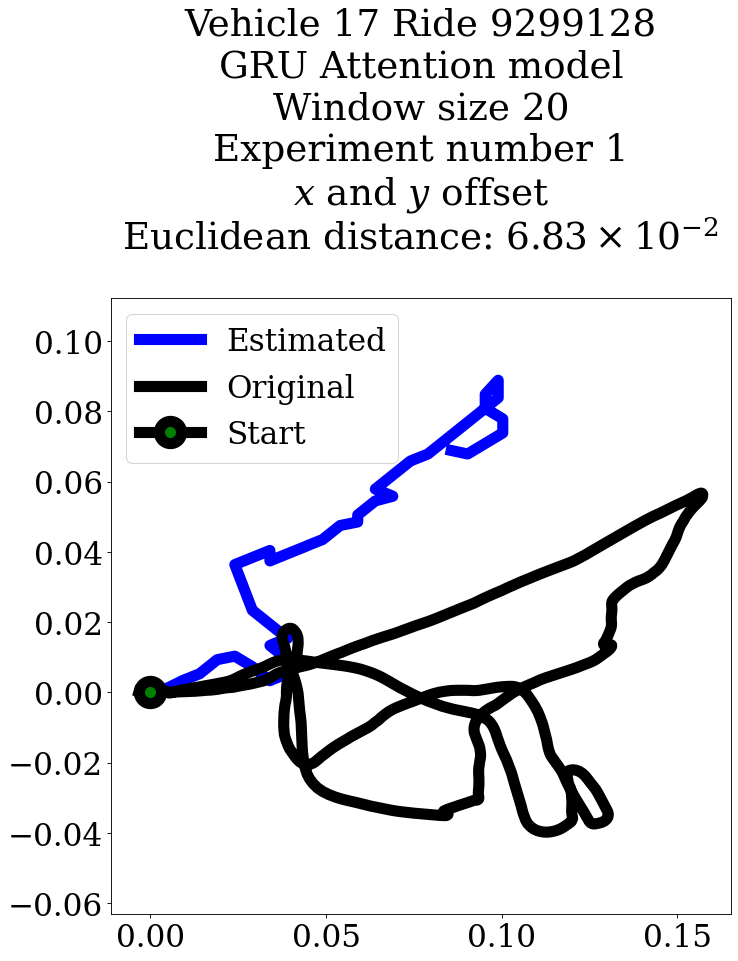 Vehicle 17 Ride 9299128
GRU Attention model
Window size 20
Experiment number 1
x and y offset
Euclidean distance: 6.83 × 10⁻²
Estimated
Original
Start
0.10
0.08
0.06
0.04
0.02
0.00
−0.02
−0.04
−0.06
0.00 0.05 0.10 0.15